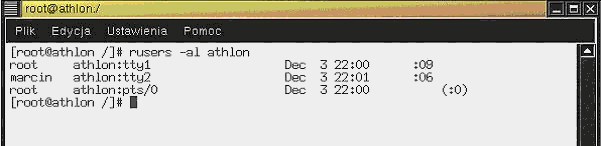 root@athlon:/
Plik Edycja Ustawienia Pomoc
[root@athlon /]# rusers -al athlon
root athlon:tty1 Dec 3 22:00 :09
marcin athlon:tty2 Dec 3 22:01 :06
root athlon:pts/0 Dec 3 22:00 (:0)
[root@athlon /]#